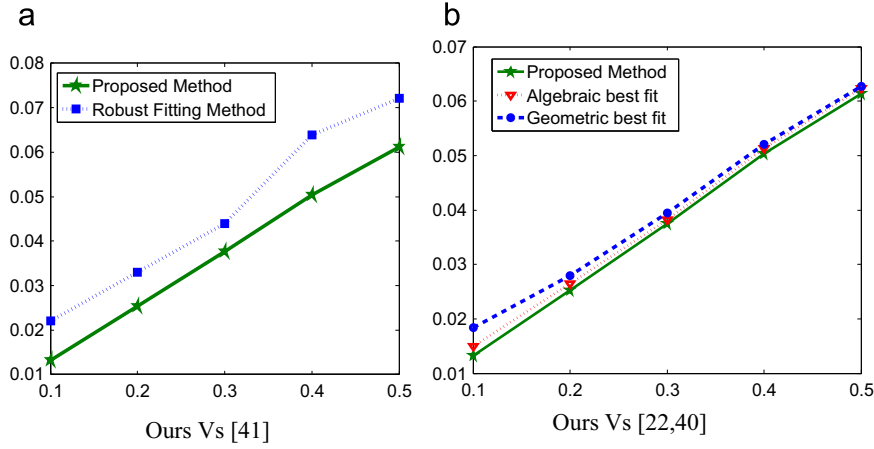 a
0.08
0.07
0.06
0.05
0.04
0.03
0.02
0.01
0.1 0.2 0.3 0.4 0.5
Proposed Method
Robust Fitting Method
Ours Vs [41]
b
0.07
0.06
0.05
0.04
0.03
0.02
0.01
0.1 0.2 0.3 0.4 0.5
Proposed Method
Algebraic best fit
Geometric best fit
Ours Vs [22,40]